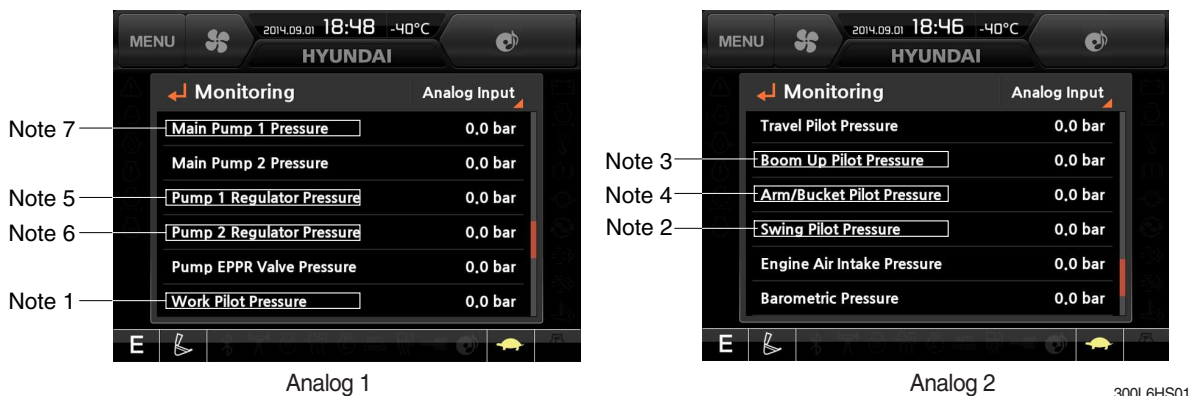 MENU 2014.09.01 18:48 -40°C
HYUNDAI
Monitoring Analog Input
Note 7 Main Pump 1 Pressure 0.0 bar
Main Pump 2 Pressure 0.0 bar
Note 5 Pump 1 Regulator Pressure 0.0 bar
Note 6 Pump 2 Regulator Pressure 0.0 bar
Pump EPPR Valve Pressure 0.0 bar
Note 1 Work Pilot Pressure 0.0 bar
E
Analog 1
MENU 2014.09.01 18:46 -40°C
HYUNDAI
Monitoring Analog Input
Travel Pilot Pressure 0.0 bar
Note 3 Boom Up Pilot Pressure 0.0 bar
Note 4 Arm/Bucket Pilot Pressure 0.0 bar
Note 2 Swing Pilot Pressure 0.0 bar
Engine Air Intake Pressure 0.0 bar
Barometric Pressure 0.0 bar
E
Analog 2
300L6HS01